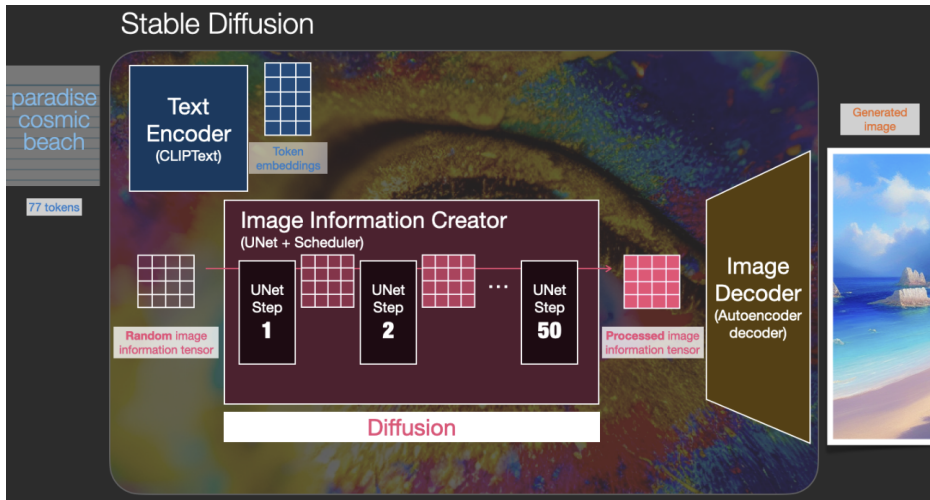 Stable Diffusion
paradise
cosmic
beach
77 tokens
Text
Encoder
(CLIPText)
Token
embeddings
Generated
image
Image Information Creator
(UNet + Scheduler)
UNet
Step
1
UNet
Step
2
...
UNet
Step
50
Random image
information tensor
Processed image
information tensor
Image
Decoder
(Autoencoder
decoder)
Diffusion